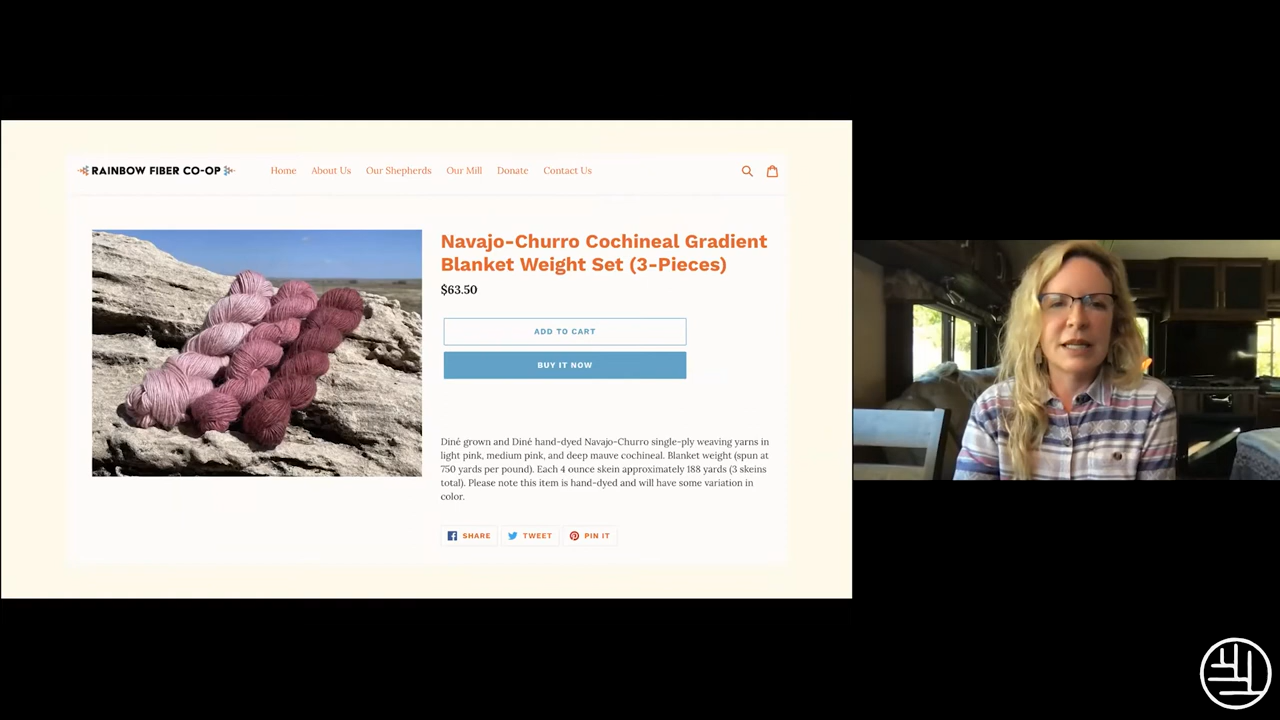 RAINBOW FIBER CO-OP
Home About Us Our Shepherds Our Mill Donate Contact Us
Navajo-Churro Cochineal Gradient
Blanket Weight Set (3-Pieces)
$63.50
ADD TO CART
BUY IT NOW
Diné grown and Diné hand-dyed Navajo-Churro single-ply weaving yarns in
light pink, medium pink, and deep mauve cochineal. Blanket weight (spun at
750 yards per pound). Each 4 ounce skein approximately 188 yards (3 skeins
total). Please note this item is hand-dyed and will have some variation in
color.
SHARE TWEET PIN IT